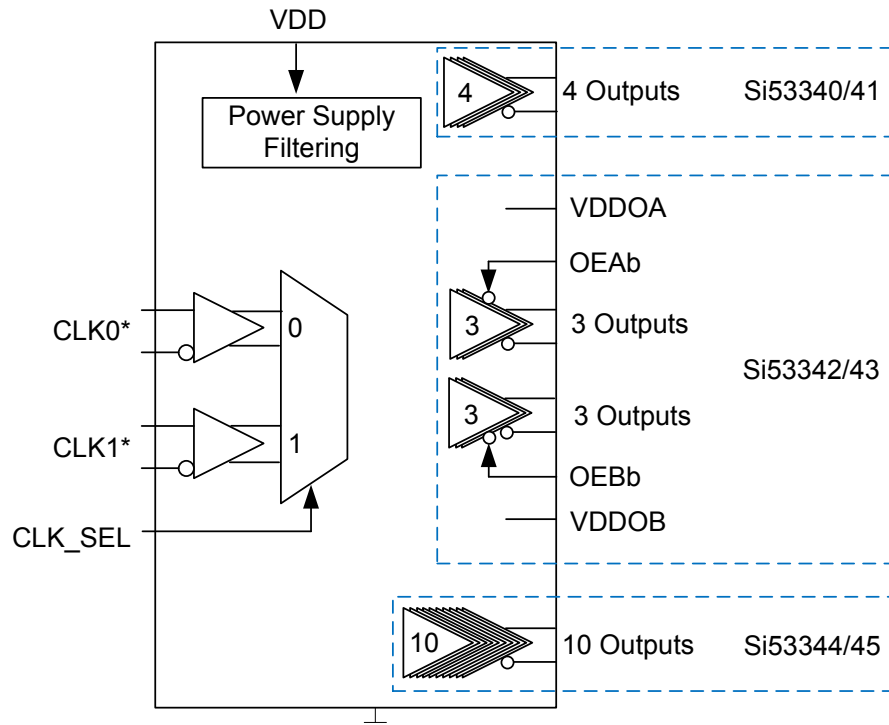 VDD
Power Supply
Filtering
4
4 Outputs
Si53340/41
VDDOA
OEAb
3
3 Outputs
Si53342/43
3
3 Outputs
OEBb
VDDOB
CLK0*
0
CLK1*
1
CLK_SEL
10
10 Outputs
Si53344/45